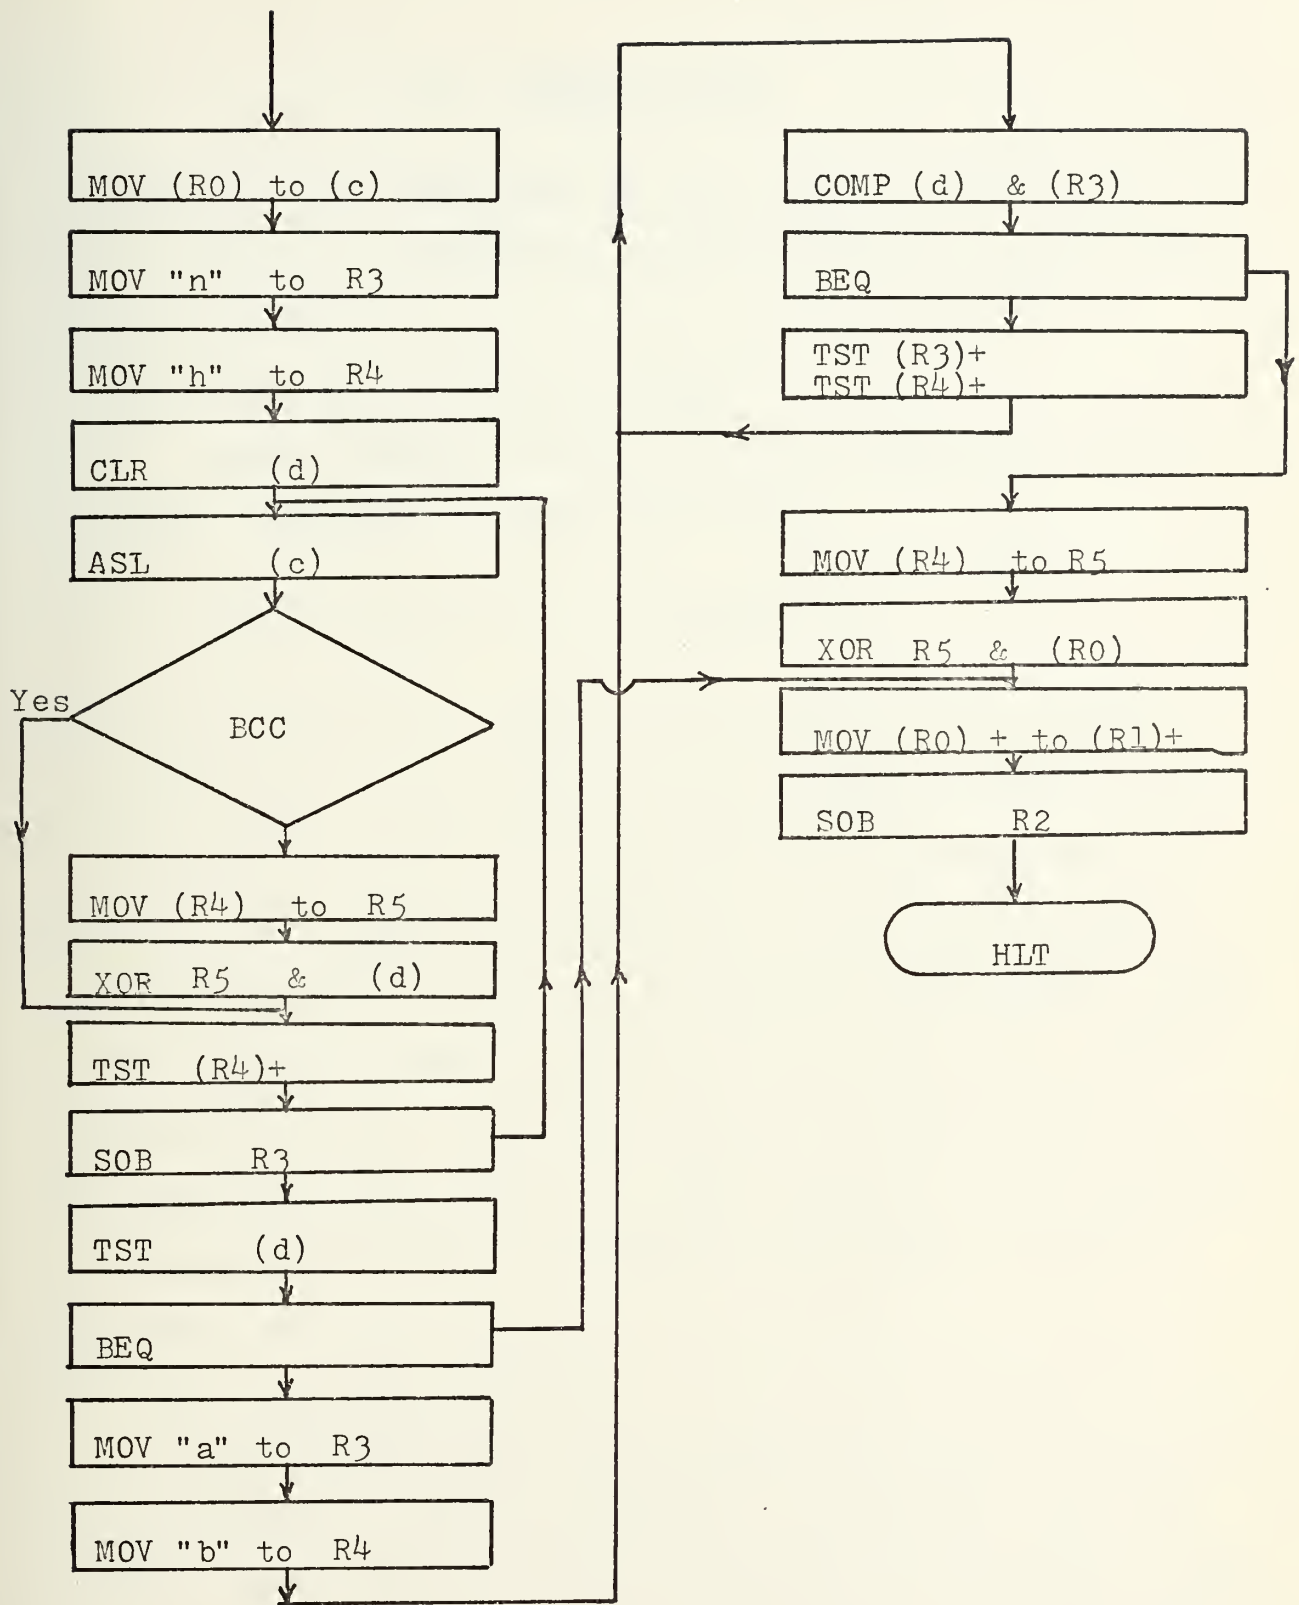 MOV (R0) to (c)
MOV "n" to R3
MOV "h" to R4
CLR (d)
ASL (c)
Yes
BCC
MOV (R4) to R5
XOR R5 & (d)
TST (R4)+
SOB R3
TST (d)
BEQ
MOV "a" to R3
MOV "b" to R4
COMP (d) & (R3)
BEQ
TST (R3)+
TST (R4)+
MOV (R4) to R5
XOR R5 & (R0)
MOV (R0) + to (R1)+
SOB R2
HLT